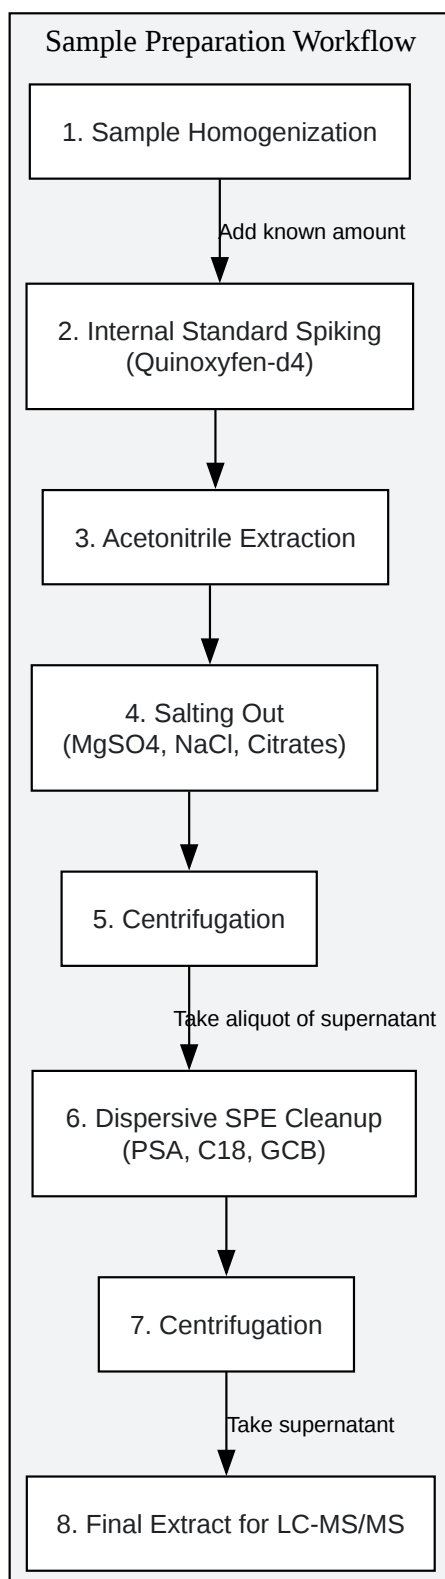 Sample Preparation Workflow
1. Sample Homogenization
Add known amount
2. Internal Standard Spiking
(Quinoxyfen-d4)
3. Acetonitrile Extraction
4. Salting Out
(MgSO4, NaCl, Citrates)
5. Centrifugation
Take aliquot of supernatant
6. Dispersive SPE Cleanup
(PSA, C18, GCB)
7. Centrifugation
Take supernatant
8. Final Extract for LC-MS/MS